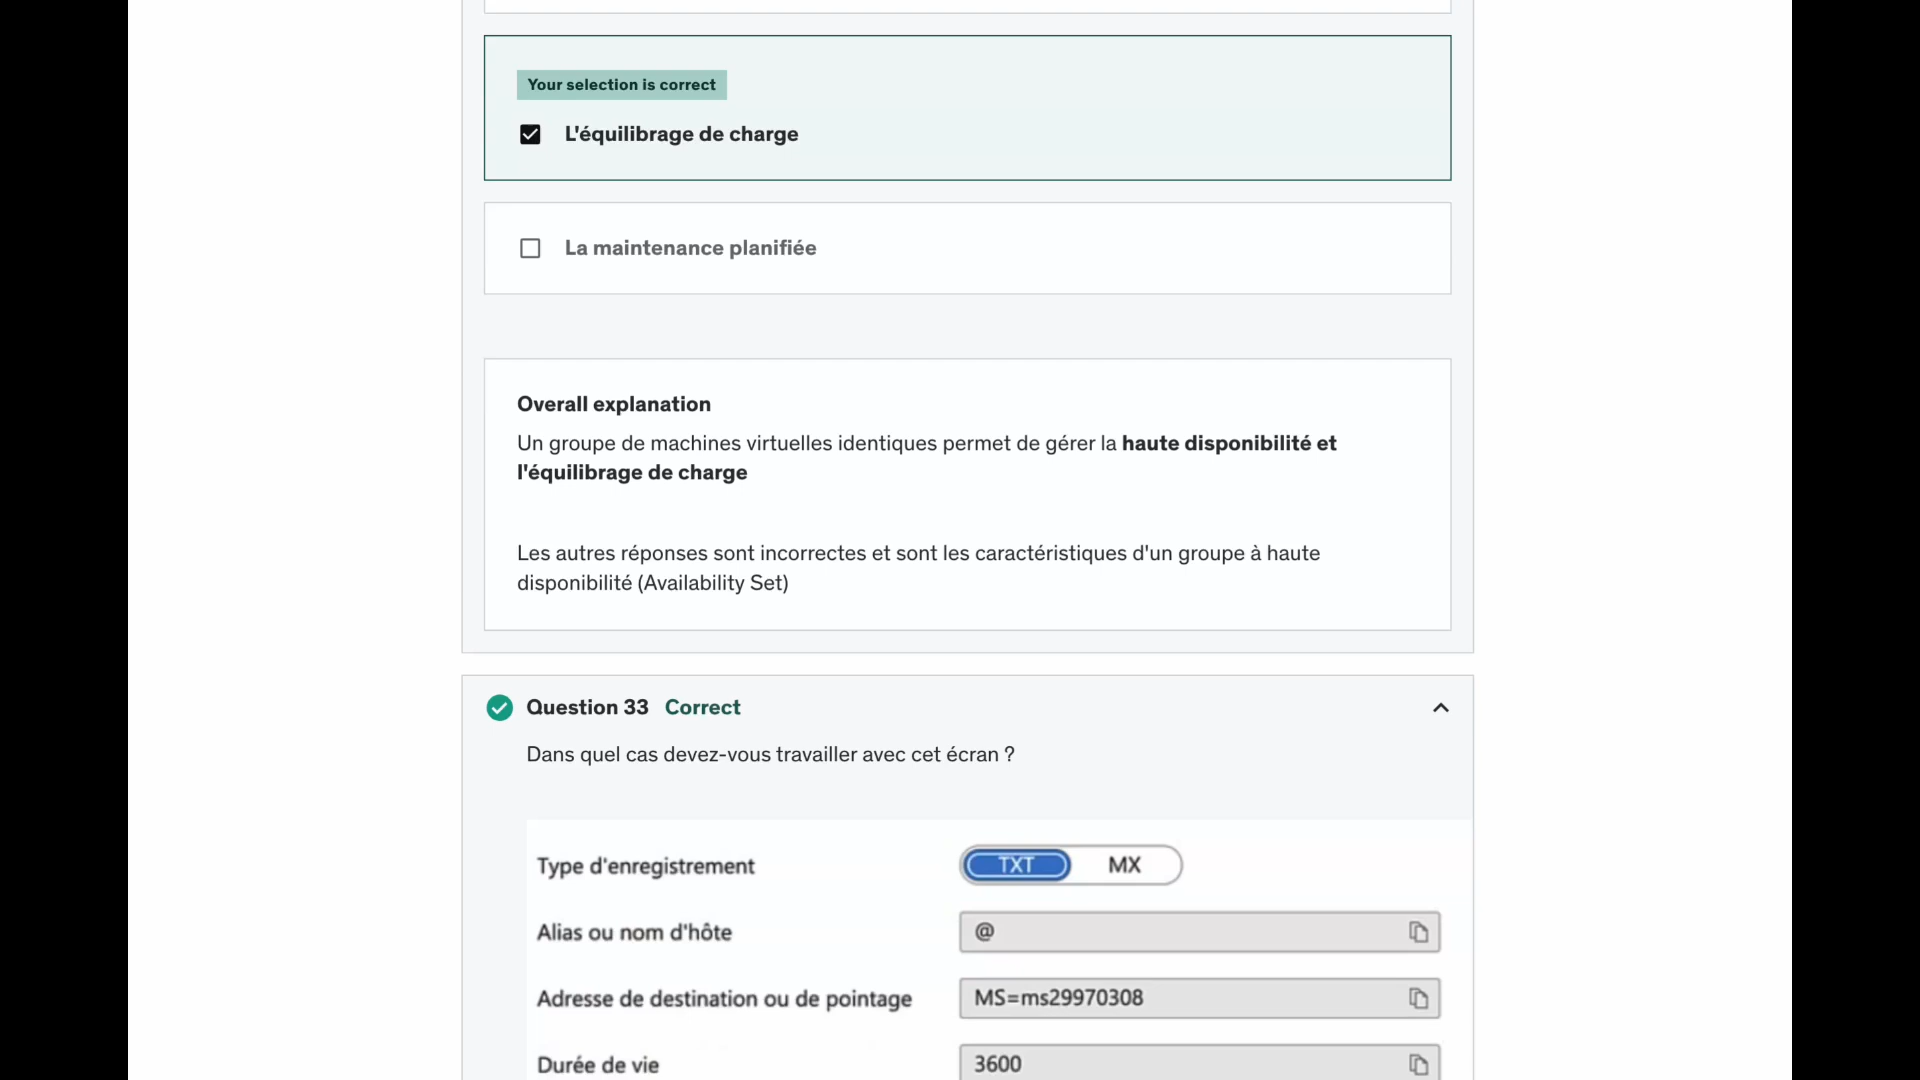 Your selection is correct
L'équilibrage de charge
La maintenance planifiée
Overall explanation
Un groupe de machines virtuelles identiques permet de gérer la haute disponibilité et
l'équilibrage de charge
Les autres réponses sont incorrectes et sont les caractéristiques d'un groupe à haute
disponibilité (Availability Set)
Question 33 Correct
Dans quel cas devez-vous travailler avec cet écran ?
Type d'enregistrement TXT MX
Alias ou nom d'hôte @
Adresse de destination ou de pointage MS=ms29970308
Durée de vie 3600